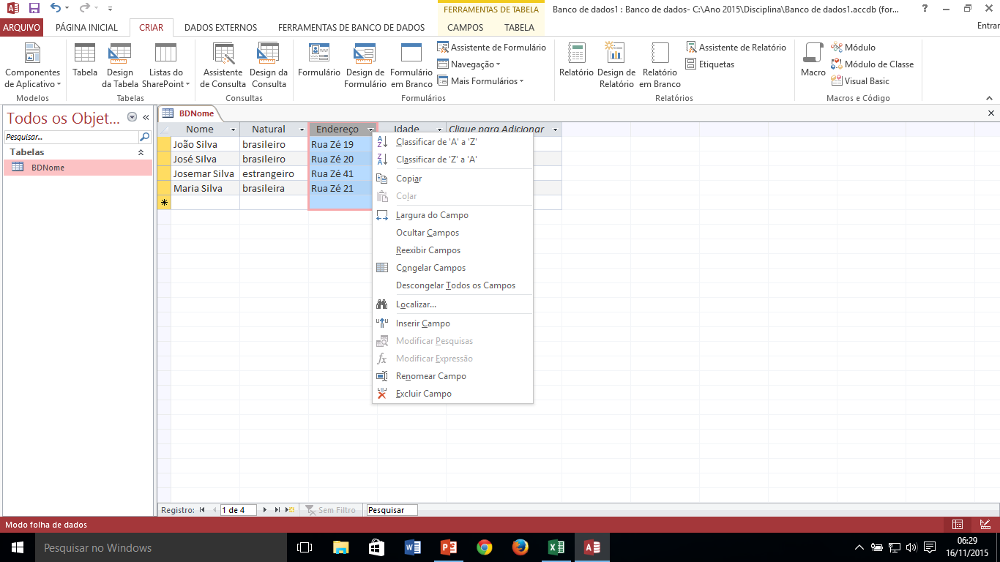 FERRAMENTAS DE TABELA
Banco de dados1 : Banco de dados- C:\Ano 2015\Disciplina\Banco de dados1.accdb (for...
ARQUIVO PÁGINA INICIAL CRIAR DADOS EXTERNOS FERRAMENTAS DE BANCO DE DADOS CAMPOS TABELA Entrar
Componentes de Aplicativo
Modelos
Tabela
Design da Tabela
Listas do SharePoint
Tabelas
Assistente de Consulta
Design da Consulta
Consultas
Formulário
Design de Formulário
Formulário em Branco
Assistente de Formulário
Navegação
Mais Formulários
Formulários
Relatório
Design de Relatório
Relatório em Branco
Assistente de Relatório
Etiquetas
Relatórios
Macro
Módulo
Módulo de Classe
Visual Basic
Macros e Código
Todos os Objet...
Pesquisar...
Tabelas
BDNome
BDNome
Nome Natural Endereço Idade Clique para Adicionar
João Silva brasileiro Rua Zé 19
José Silva brasileiro Rua Zé 20
Josemar Silva estrangeiro Rua Zé 41
Maria Silva brasileira Rua Zé 21
Classificar de 'A' a 'Z'
Classificar de 'Z' a 'A'
Copiar
Colar
Largura do Campo
Ocultar Campos
Reexibir Campos
Congelar Campos
Descongelar Todos os Campos
Localizar...
Inserir Campo
Modificar Pesquisas
Modificar Expressão
Renomear Campo
Excluir Campo
Registro: 1 de 4 Sem Filtro Pesquisar
Modo folha de dados
Pesquisar no Windows
06:29
16/11/2015